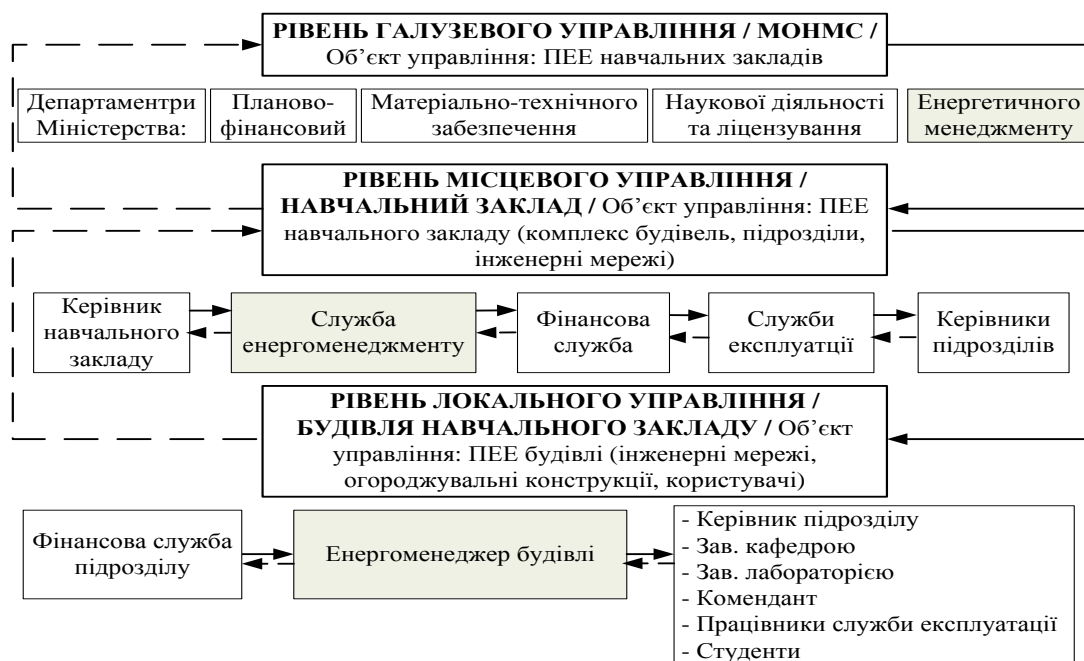 РІВЕНЬ ГАЛУЗЕВОГО УПРАВЛІННЯ / МОНМС /
Об’єкт управління: ПЕЕ навчальних закладів
Департаментри
Міністерства:
Планово-
фінансовий
Матеріально-технічного
забезпечення
Наукової діяльності
та ліцензування
Енергетичного
менеджменту
РІВЕНЬ МІСЦЕВОГО УПРАВЛІННЯ /
НАВЧАЛЬНИЙ ЗАКЛАД / Об’єкт управління: ПЕЕ
навчального закладу (комплекс будівель, підрозділи,
інженерні мережі)
Керівник
навчального
закладу
Служба
енергоменеджменту
Фінансова
служба
Служби
експлуатції
Керівники
підрозділів
РІВЕНЬ ЛОКАЛЬНОГО УПРАВЛІННЯ /
БУДІВЛЯ НАВЧАЛЬНОГО ЗАКЛАДУ / Об’єкт
управління: ПЕЕ будівлі (інженерні мережі,
огороджувальні конструкції, користувачі)
Фінансова служба
підрозділу
Енергоменеджер будівлі
- Керівник підрозділу
- Зав. кафедрою
- Зав. лабораторією
- Комендант
- Працівники служби експлуатації
- Студенти